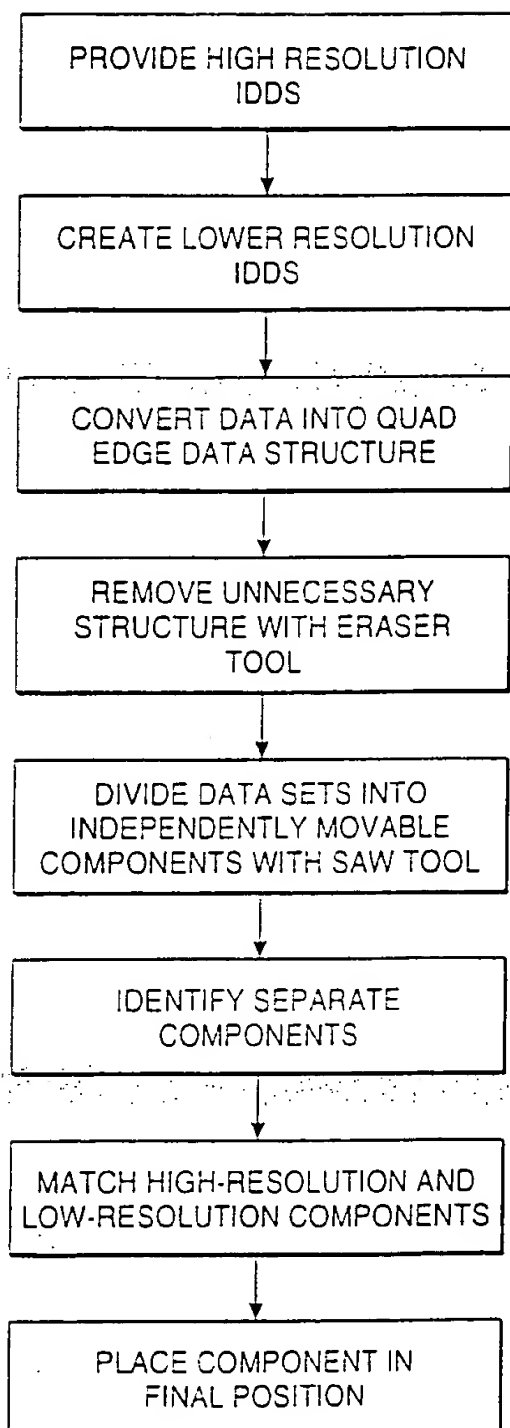 PROVIDE HIGH RESOLUTION
IDDS
CREATE LOWER RESOLUTION
IDDS
CONVERT DATA INTO QUAD
EDGE DATA STRUCTURE
REMOVE UNNECESSARY
STRUCTURE WITH ERASER
TOOL
DIVIDE DATA SETS INTO
INDEPENDENTLY MOVABLE
COMPONENTS WITH SAW TOOL
IDENTIFY SEPARATE
COMPONENTS
MATCH HIGH-RESOLUTION AND
LOW-RESOLUTION COMPONENTS
PLACE COMPONENT IN
FINAL POSITION